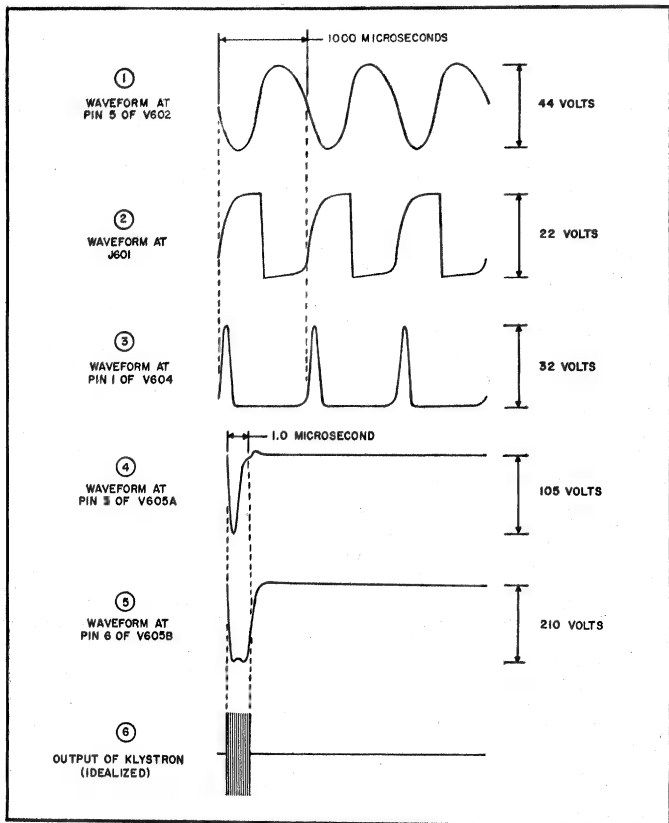 1000 MICROSECONDS
1
WAVEFORM AT
PIN 5 OF V602
44 VOLTS
2
WAVEFORM AT
J601
22 VOLTS
3
WAVEFORM AT
PIN 1 OF V604
32 VOLTS
1.0 MICROSECOND
4
WAVEFORM AT
PIN 3 OF V605A
105 VOLTS
5
WAVEFORM AT
PIN 6 OF V605B
210 VOLTS
6
OUTPUT OF KLYSTRON
(IDEALIZED)